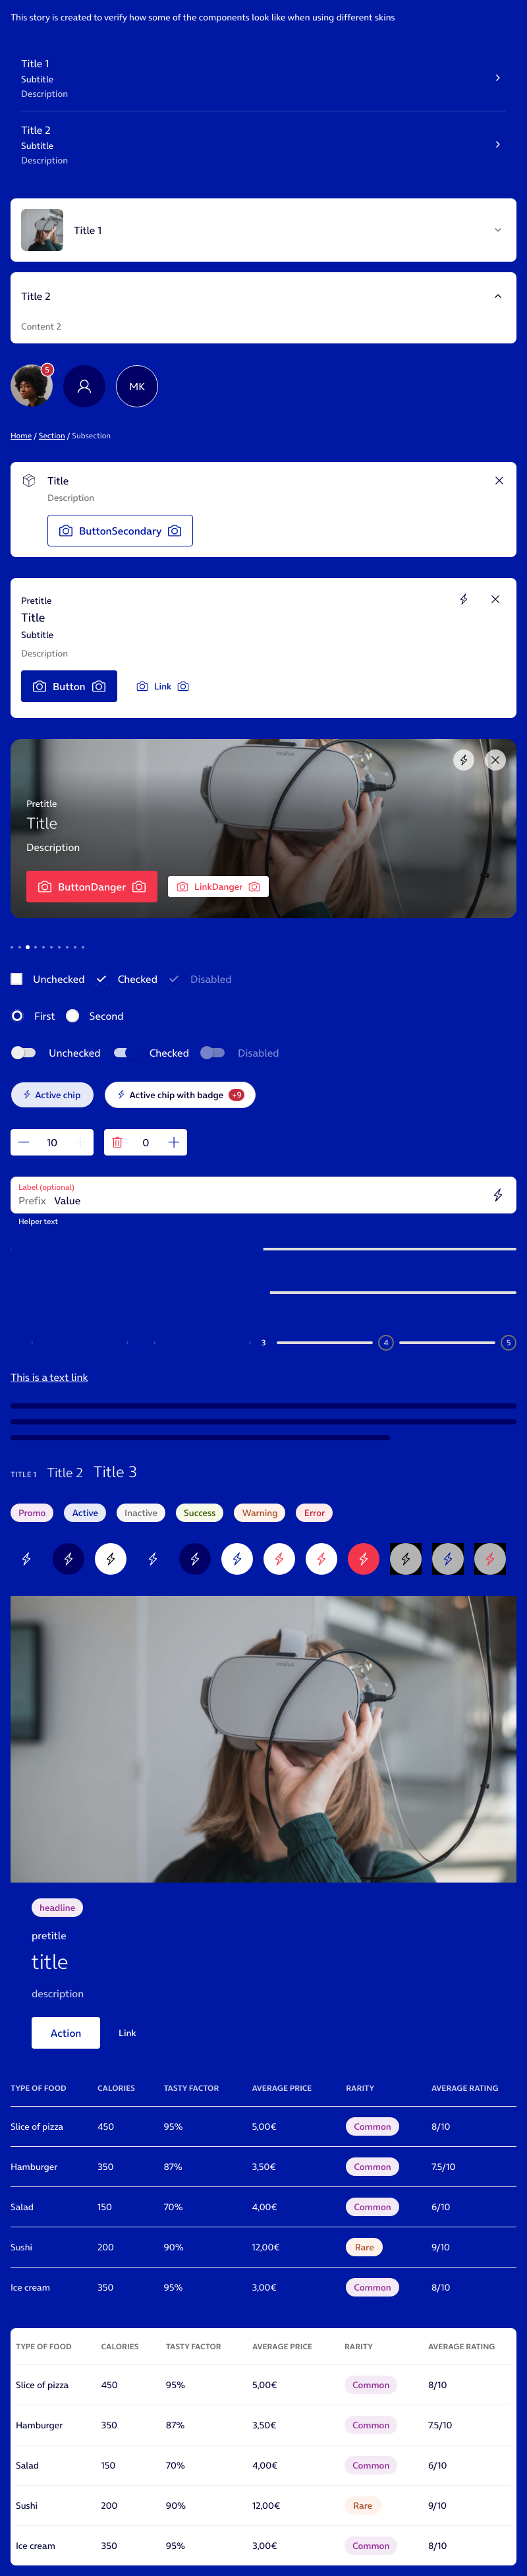 This story is created to verify how some of the components look like when using different skins
Title 1
Subtitle
Description
Title 2
Subtitle
Description
Title 1
Title 2
Content 2
5
MK
Home / Section / Subsection
Title
Description
ButtonSecondary
Pretitle
Title
Subtitle
Description
Button Link
oculus
Pretitle
Title
Description
ButtonDanger LinkDanger
Unchecked Checked Disabled
First Second
Unchecked Checked Disabled
Active chip Active chip with badge +9
10 0
Label (optional)
Prefix Value
Helper text
3 4 5
This is a text link
TITLE 1 Title 2 Title 3
Promo Active Inactive Success Warning Error
oculus
headline
pretitle
title
description
Action Link
TYPE OF FOOD CALORIES TASTY FACTOR AVERAGE PRICE RARITY AVERAGE RATING
Slice of pizza 450 95% 5,00€ Common 8/10
Hamburger 350 87% 3,50€ Common 7.5/10
Salad 150 70% 4,00€ Common 6/10
Sushi 200 90% 12,00€ Rare 9/10
Ice cream 350 95% 3,00€ Common 8/10
TYPE OF FOOD CALORIES TASTY FACTOR AVERAGE PRICE RARITY AVERAGE RATING
Slice of pizza 450 95% 5,00€ Common 8/10
Hamburger 350 87% 3,50€ Common 7.5/10
Salad 150 70% 4,00€ Common 6/10
Sushi 200 90% 12,00€ Rare 9/10
Ice cream 350 95% 3,00€ Common 8/10